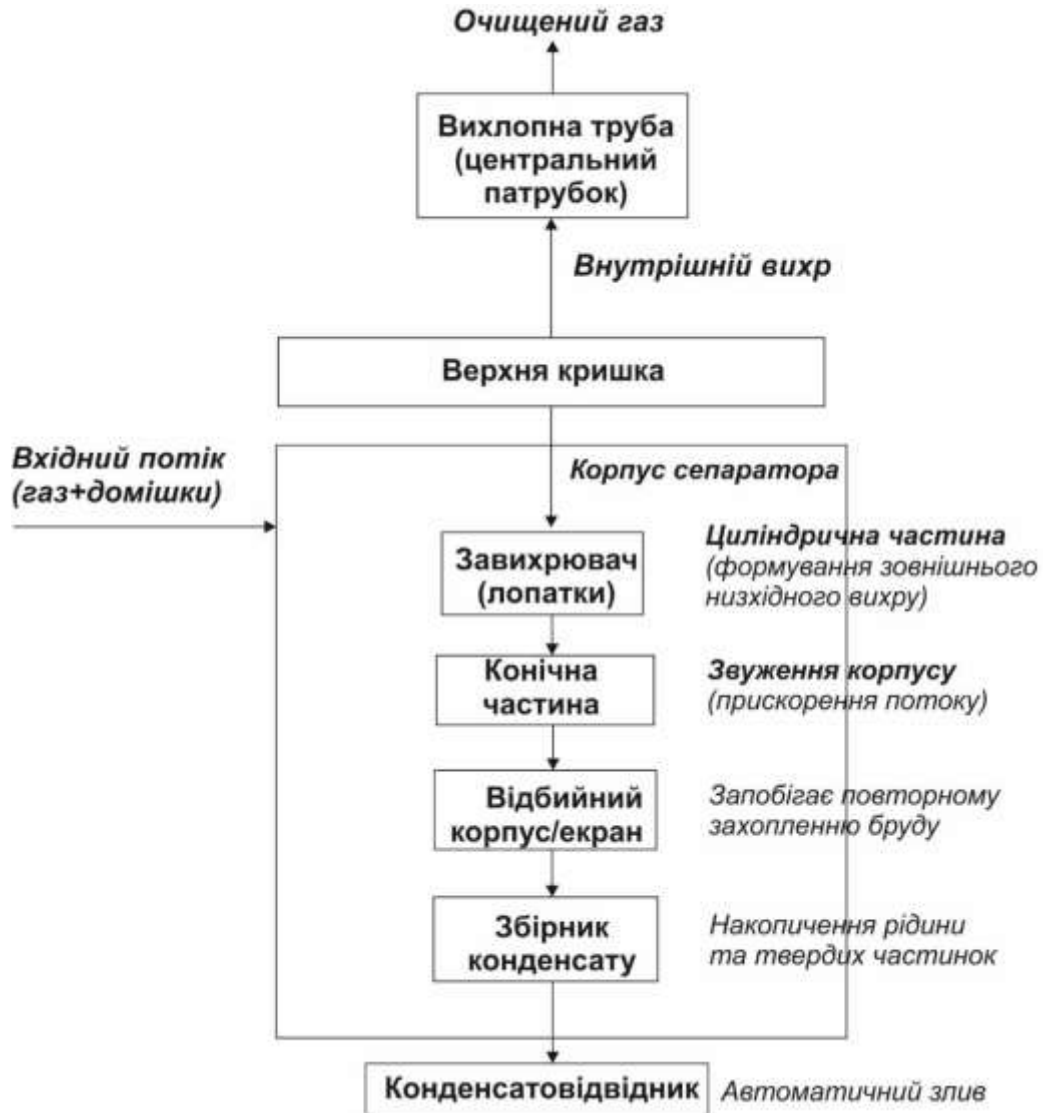 Очищений газ
Вихлопна труба
(центральний
патрубок)
Внутрішній вихр
Верхня кришка
Вхідний потік
(газ+домішки)
Корпус сепаратора
Завихрювач
(лопатки)
Циліндрична частина
(формування зовнішнього
низхідного вихру)
Конічна
частина
Звуження корпусу
(прискорення потоку)
Відбийний
корпус/екран
Запобігає повторному
захопленню бруду
Збірник
конденсату
Накопичення рідини
та твердих частинок
Конденсатовідвідник
Автоматичний злив